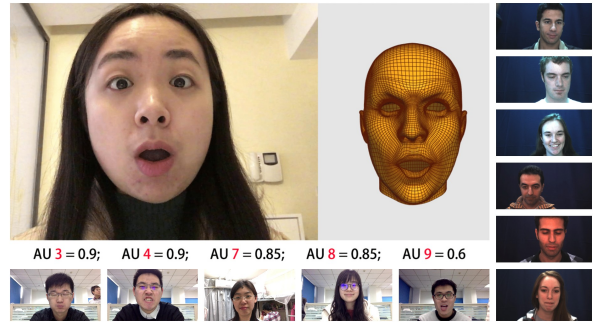 AU 3 = 0.9; AU 4 = 0.9; AU 7 = 0.85; AU 8 = 0.85; AU 9 = 0.6